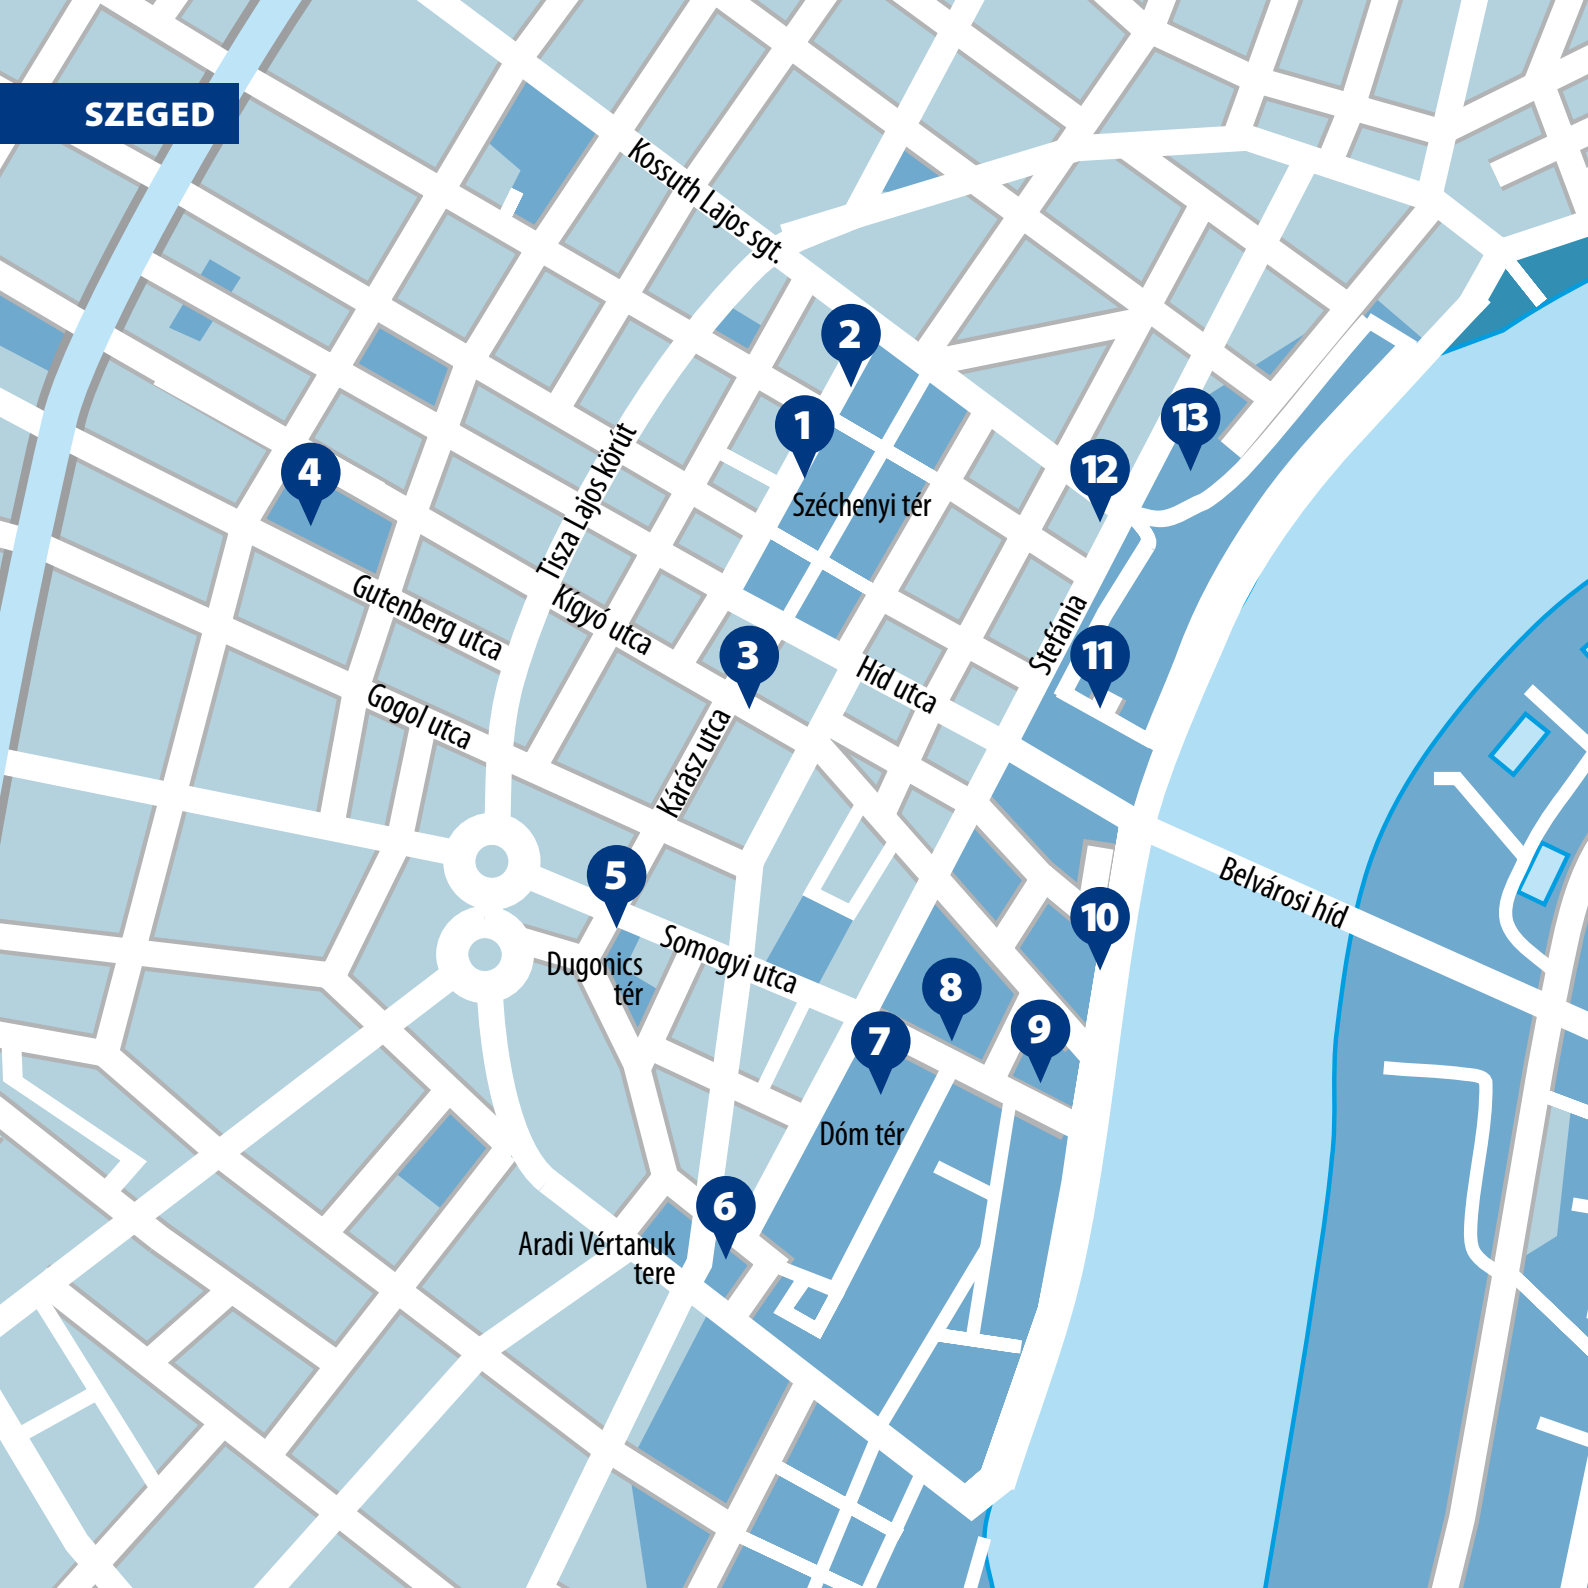 SZEGED
Kossuth Lajos sgt.
2
1
13
12
4
Széchenyi tér
Tisza Lajos körút
Gutenberg utca
Kígyó utca
Stefánia
3
11
Híd utca
Gogol utca
Kárász utca
5
Belvárosi híd
10
Somogyi utca
Dugonics
tér
8
9
7
Dóm tér
6
Aradi Vértanuk
tere